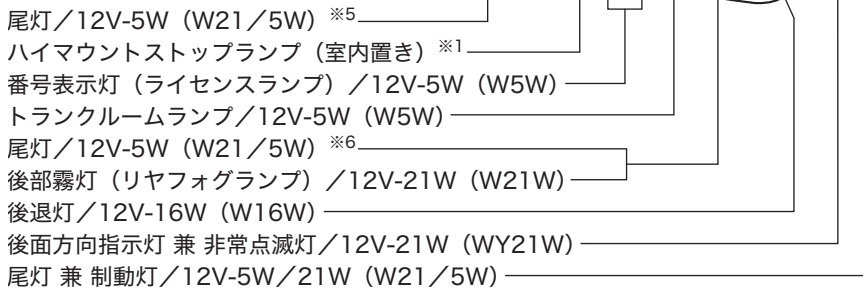 尾灯／12V-5W（W21／5W）※5
ハイマウントストップランプ（室内置き）※1
番号表示灯（ライセンスランプ）／12V-5W（W5W）
トランクルームランプ／12V-5W（W5W）
尾灯／12V-5W（W21／5W）※6
後部霧灯（リヤフォグランプ）／12V-21W（W21W）
後退灯／12V-16W（W16W）
後面方向指示灯 兼 非常点滅灯／12V-21W（WY21W）
尾灯 兼 制動灯／12V-5W／21W（W21／5W）